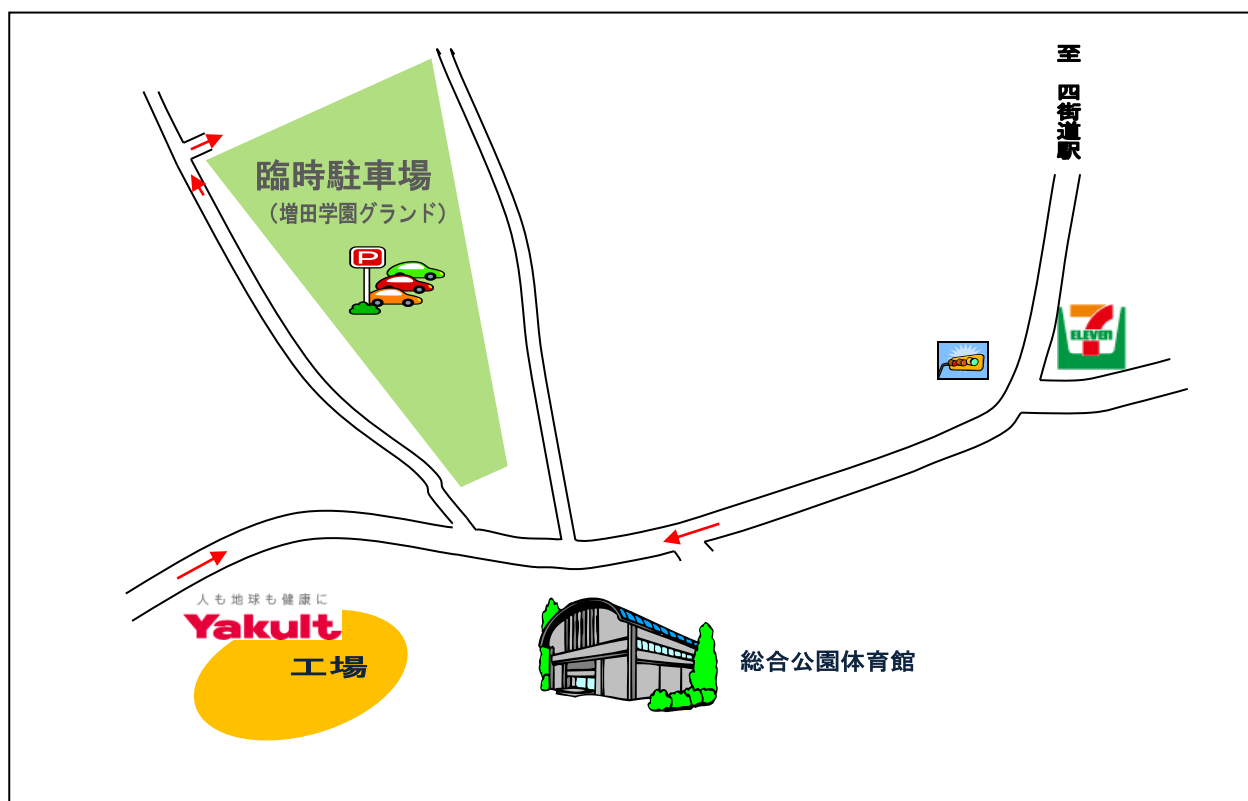 至 四街道駅
臨時駐車場
（増田学園グランド）
P
7
ELEVEN
人も地球も健康に
Yakult
工場
総合公園体育館